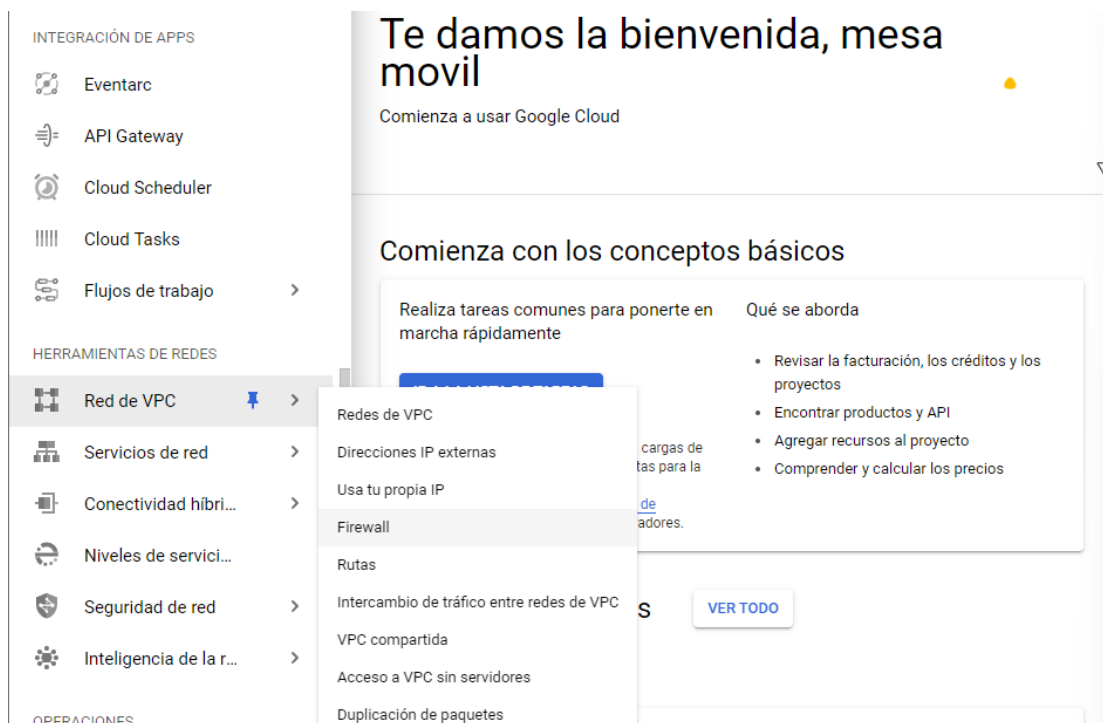 INTEGRACIÓN DE APPS
Eventarc
API Gateway
Cloud Scheduler
Cloud Tasks
Flujos de trabajo
HERRAMIENTAS DE REDES
Red de VPC
Servicios de red
Conectividad híbri...
Niveles de servici...
Seguridad de red
Inteligencia de la r...
OPERACIONES
Redes de VPC
Direcciones IP externas
Usa tu propia IP
Firewall
Rutas
Intercambio de tráfico entre redes de VPC
VPC compartida
Acceso a VPC sin servidores
Duplicación de paquetes
Te damos la bienvenida, mesa
movil
Comienza a usar Google Cloud
Comienza con los conceptos básicos
Realiza tareas comunes para ponerte en
marcha rápidamente
cargas de
tas para la
de
adores.
Qué se aborda
Revisar la facturación, los créditos y los
proyectos
Encontrar productos y API
Agregar recursos al proyecto
Comprender y calcular los precios
s
VER TODO